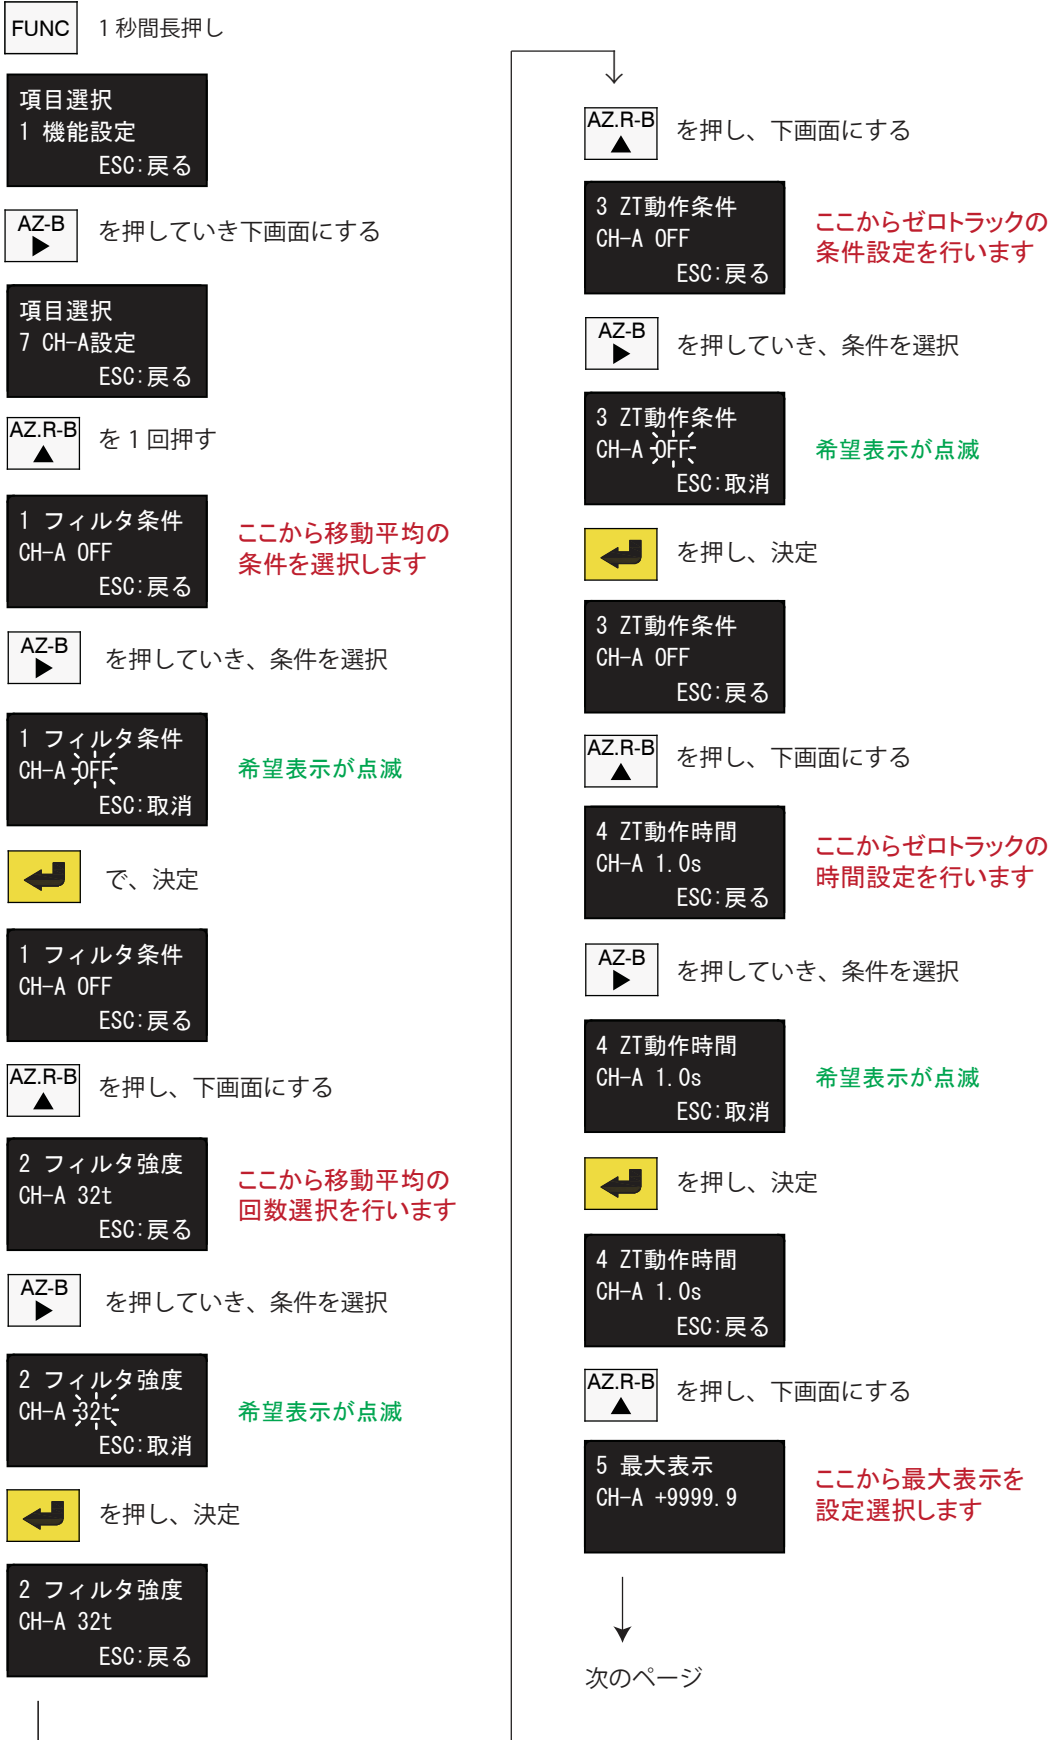 FUNC 1秒間長押し
項目選択
1 機能設定
ESC:戻る
AZ-B を押していき下画面にする
項目選択
7 CH-A設定
ESC:戻る
AZ.R-B を1回押す
1 フィルタ条件
CH-A OFF
ESC:戻る
ここから移動平均の
条件を選択します
AZ-B を押していき、条件を選択
1 フィルタ条件
CH-A OFF
ESC:取消
希望表示が点滅
で、決定
1 フィルタ条件
CH-A OFF
ESC:戻る
AZ.R-B を押し、下画面にする
2 フィルタ強度
CH-A 32t
ESC:戻る
ここから移動平均の
回数選択を行います
AZ-B を押していき、条件を選択
2 フィルタ強度
CH-A 32t
ESC:取消
希望表示が点滅
を押し、決定
2 フィルタ強度
CH-A 32t
ESC:戻る
AZ.R-B を押し、下画面にする
3 ZT動作条件
CH-A OFF
ESC:戻る
ここからゼロトラックの
条件設定を行います
AZ-B を押していき、条件を選択
3 ZT動作条件
CH-A OFF
ESC:取消
希望表示が点滅
を押し、決定
3 ZT動作条件
CH-A OFF
ESC:戻る
AZ.R-B を押し、下画面にする
4 ZT動作時間
CH-A 1.0s
ESC:戻る
ここからゼロトラックの
時間設定を行います
AZ-B を押していき、条件を選択
4 ZT動作時間
CH-A 1.0s
ESC:取消
希望表示が点滅
を押し、決定
4 ZT動作時間
CH-A 1.0s
ESC:戻る
AZ.R-B を押し、下画面にする
5 最大表示
CH-A +9999.9
ここから最大表示を
設定選択します
次のページ